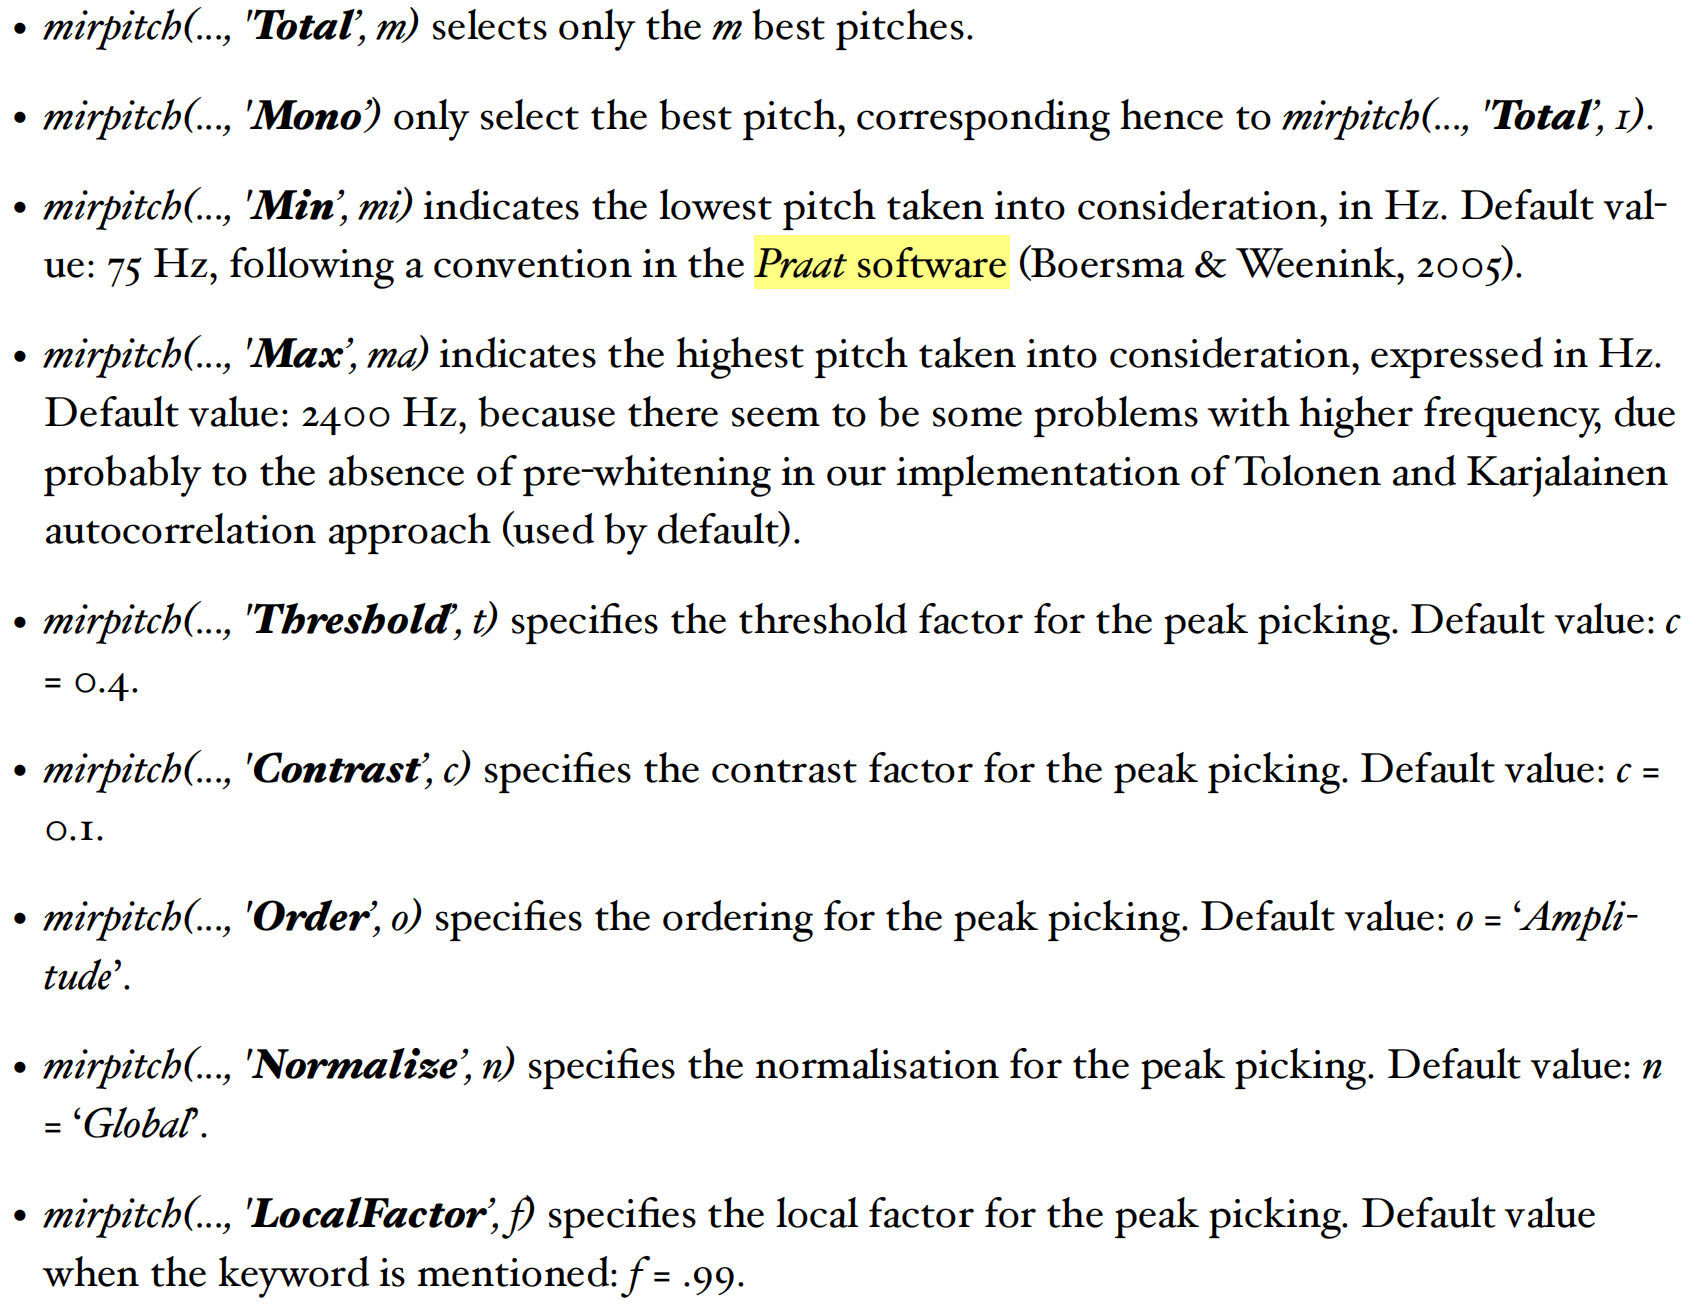 • mirpitch(..., 'Total’, m) selects only the m best pitches.
• mirpitch(..., 'Mono’) only select the best pitch, corresponding hence to mirpitch(..., 'Total’, 1).
• mirpitch(..., 'Min’, mi) indicates the lowest pitch taken into consideration, in Hz. Default val-
ue: 75 Hz, following a convention in the Praat software (Boersma & Weenink, 2005).
• mirpitch(..., 'Max’, ma) indicates the highest pitch taken into consideration, expressed in Hz.
Default value: 2400 Hz, because there seem to be some problems with higher frequency, due
probably to the absence of pre-whitening in our implementation of Tolonen and Karjalainen
autocorrelation approach (used by default).
• mirpitch(..., 'Threshold’, t) specifies the threshold factor for the peak picking. Default value: c
= 0.4.
• mirpitch(..., 'Contrast’, c) specifies the contrast factor for the peak picking. Default value: c =
0.1.
• mirpitch(..., 'Order’, o) specifies the ordering for the peak picking. Default value: o = ‘Ampli-
tude’.
• mirpitch(..., 'Normalize’, n) specifies the normalisation for the peak picking. Default value: n
= ‘Global’.
• mirpitch(..., 'LocalFactor’, f) specifies the local factor for the peak picking. Default value
when the keyword is mentioned: f = .99.